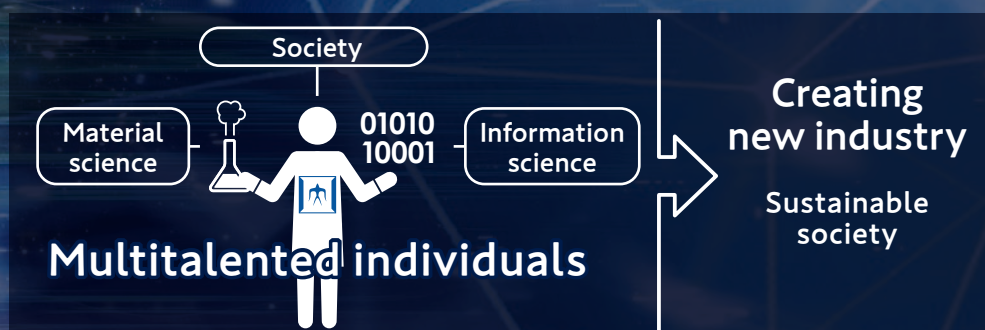 Society
Material
science
01010
10001
Information
science
Multitalented individuals
Creating
new industry
Sustainable
society